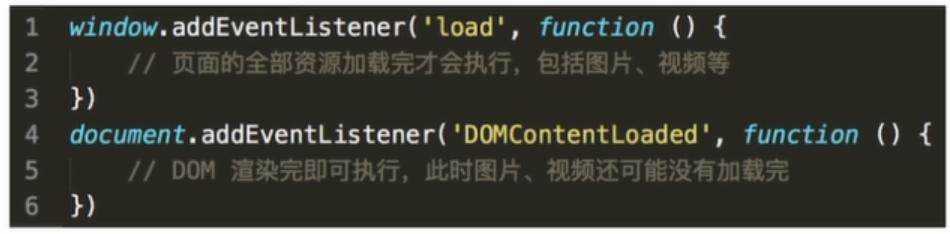 1 window.addEventListener('load', function () {
2 // 页面的全部资源加载完才会执行，包括图片、视频等
3 })
4 document.addEventListener('DOMContentLoaded', function () {
5 // DOM 渲染完即可执行，此时图片、视频还可能没有加载完
6 })